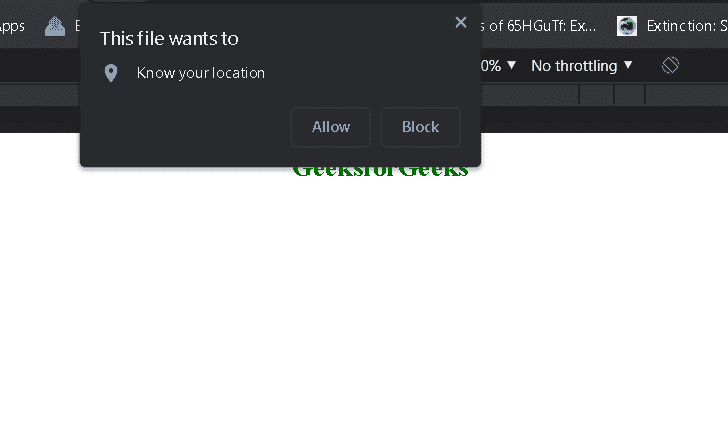 This file wants to
Know your location
Allow Block
Apps
s of 65HGuTf: Ex...
Extinction: S
0% ▼ No throttling ▼
GeeksforGeeks